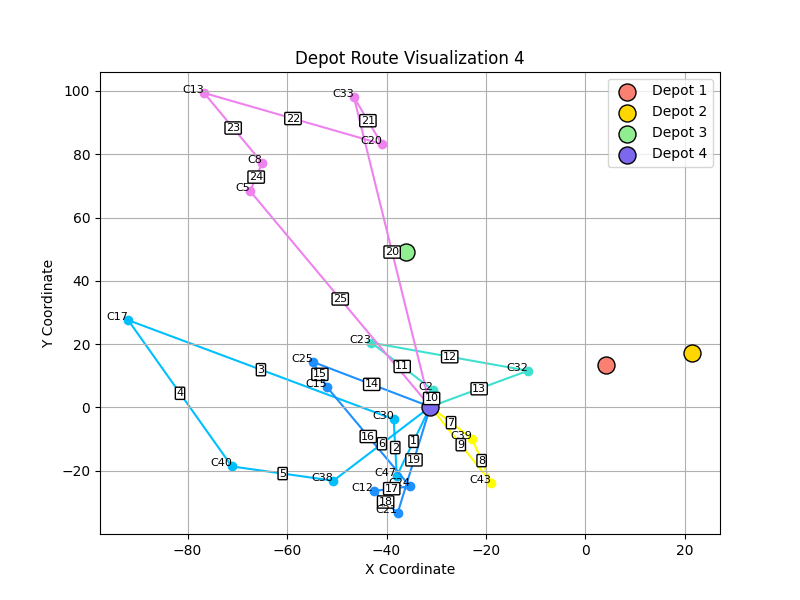 Depot Route Visualization 4
Depot 1
Depot 2
Depot 3
Depot 4
Y Coordinate
100
80
60
40
20
0
−20
−80
−60
−40
−20
0
20
X Coordinate
C13
C33
C20
C8
C5
C17
C23
C25
C15
C32
C2
C30
C39
C40
C38
C47
C43
C12
C24
C21
1
2
3
4
5
6
7
8
9
10
11
12
13
14
15
16
17
18
19
20
21
22
23
24
25